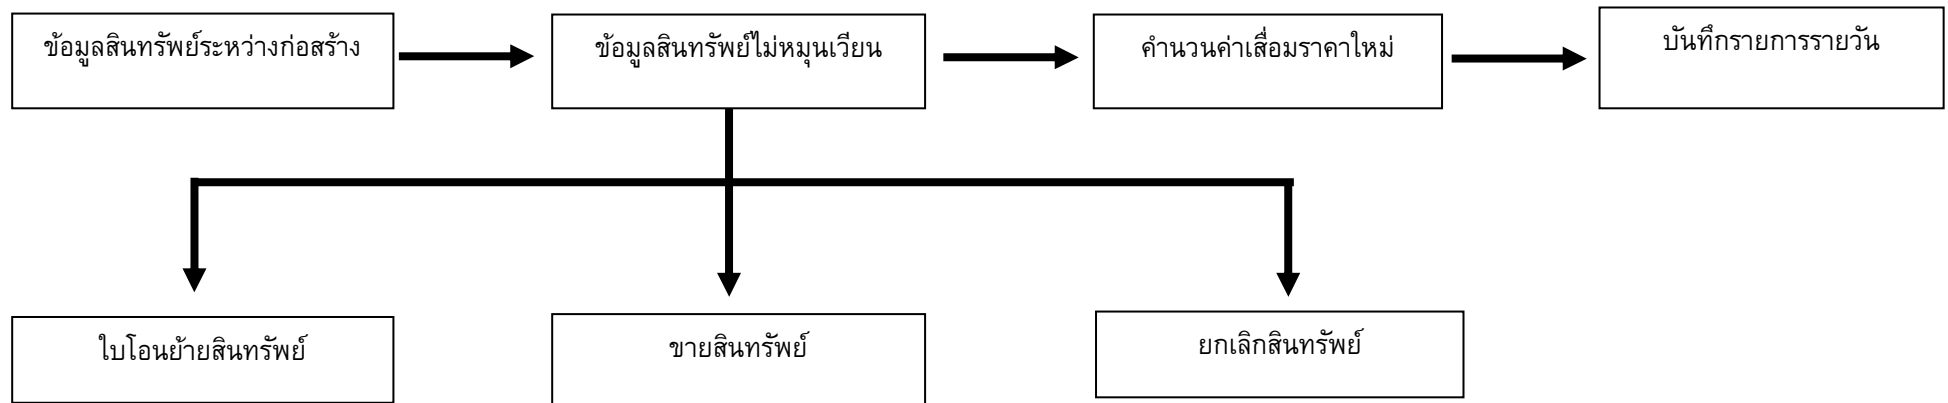 ข้อมูลสินทรัพย์ระหว่างก่อสร้าง
ข้อมูลสินทรัพย์ไม่หมุนเวียน
คำนวนค่าเสื่อมราคาใหม่
บันทึกรายการรายวัน
ใบโอนย้ายสินทรัพย์
ขายสินทรัพย์
ยกเลิกสินทรัพย์